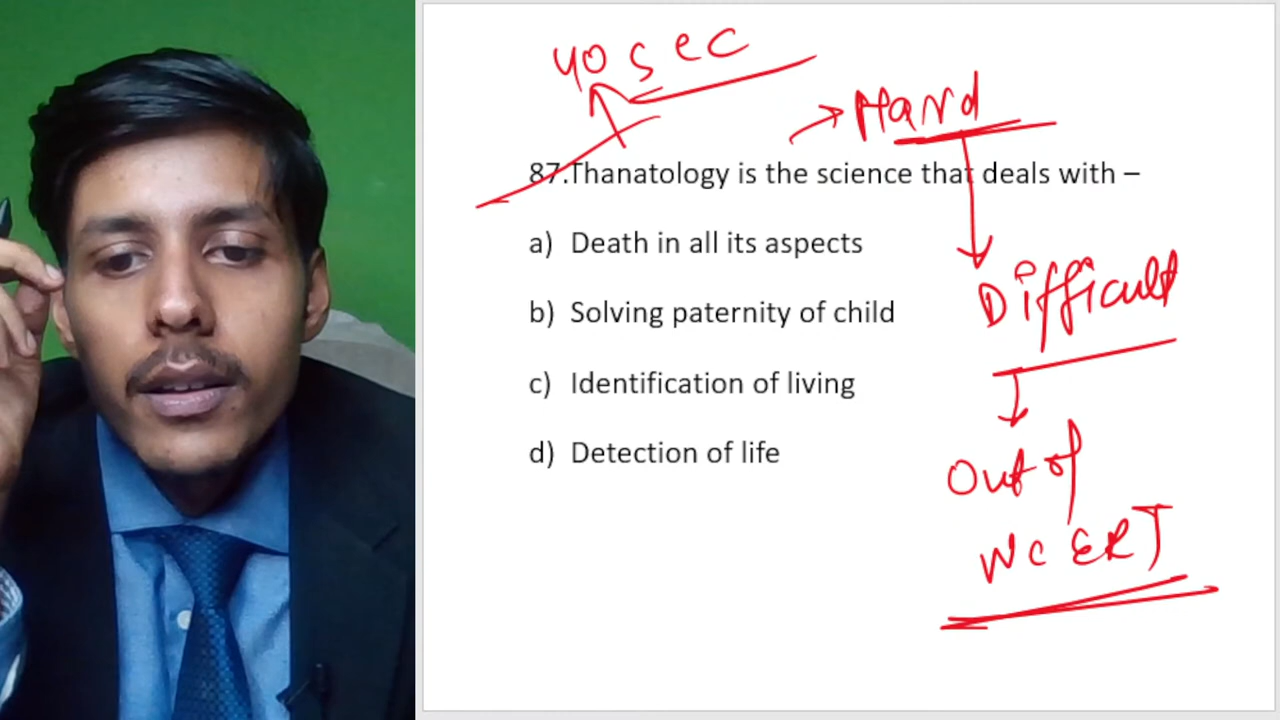 40 sec
Hard
87.Thanatology is the science that deals with –
a) Death in all its aspects
b) Solving paternity of child
c) Identification of living
d) Detection of life
Difficult
Out of
NCERT